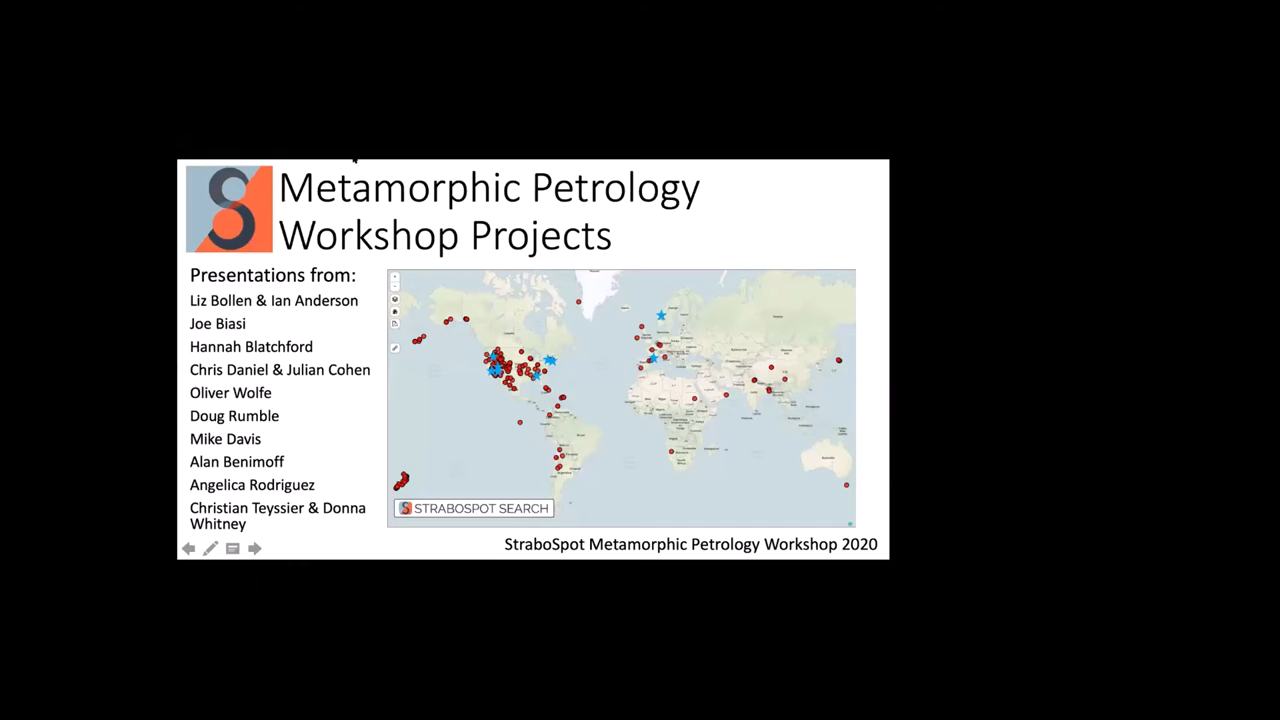 Metamorphic Petrology
Workshop Projects
Presentations from:
Liz Bollen & Ian Anderson
Joe Biasi
Hannah Blatchford
Chris Daniel & Julian Cohen
Oliver Wolfe
Doug Rumble
Mike Davis
Alan Benimoff
Angelica Rodriguez
Christian Teyssier & Donna
Whitney
STRABOSPOT SEARCH
StraboSpot Metamorphic Petrology Workshop 2020